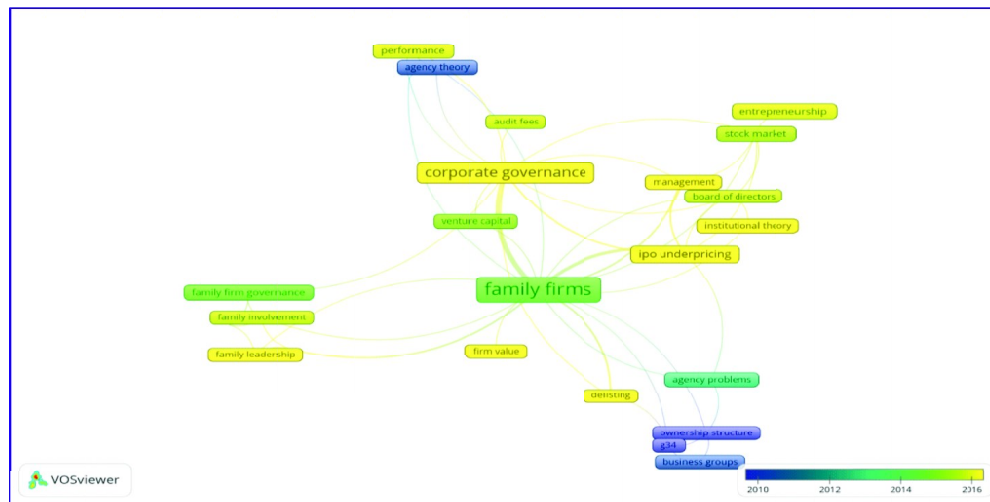 performance
agency theory
entrepreneurship
audit fees
stock market
corporate governance
management
board of directors
venture capital
institutional theory
ipo underpricing
family firms
family firm governance
family involvement
firm value
family leadership
agency problems
delisting
ownership structure
g34
business groups
VOSviewer
2010 2012 2014 2016